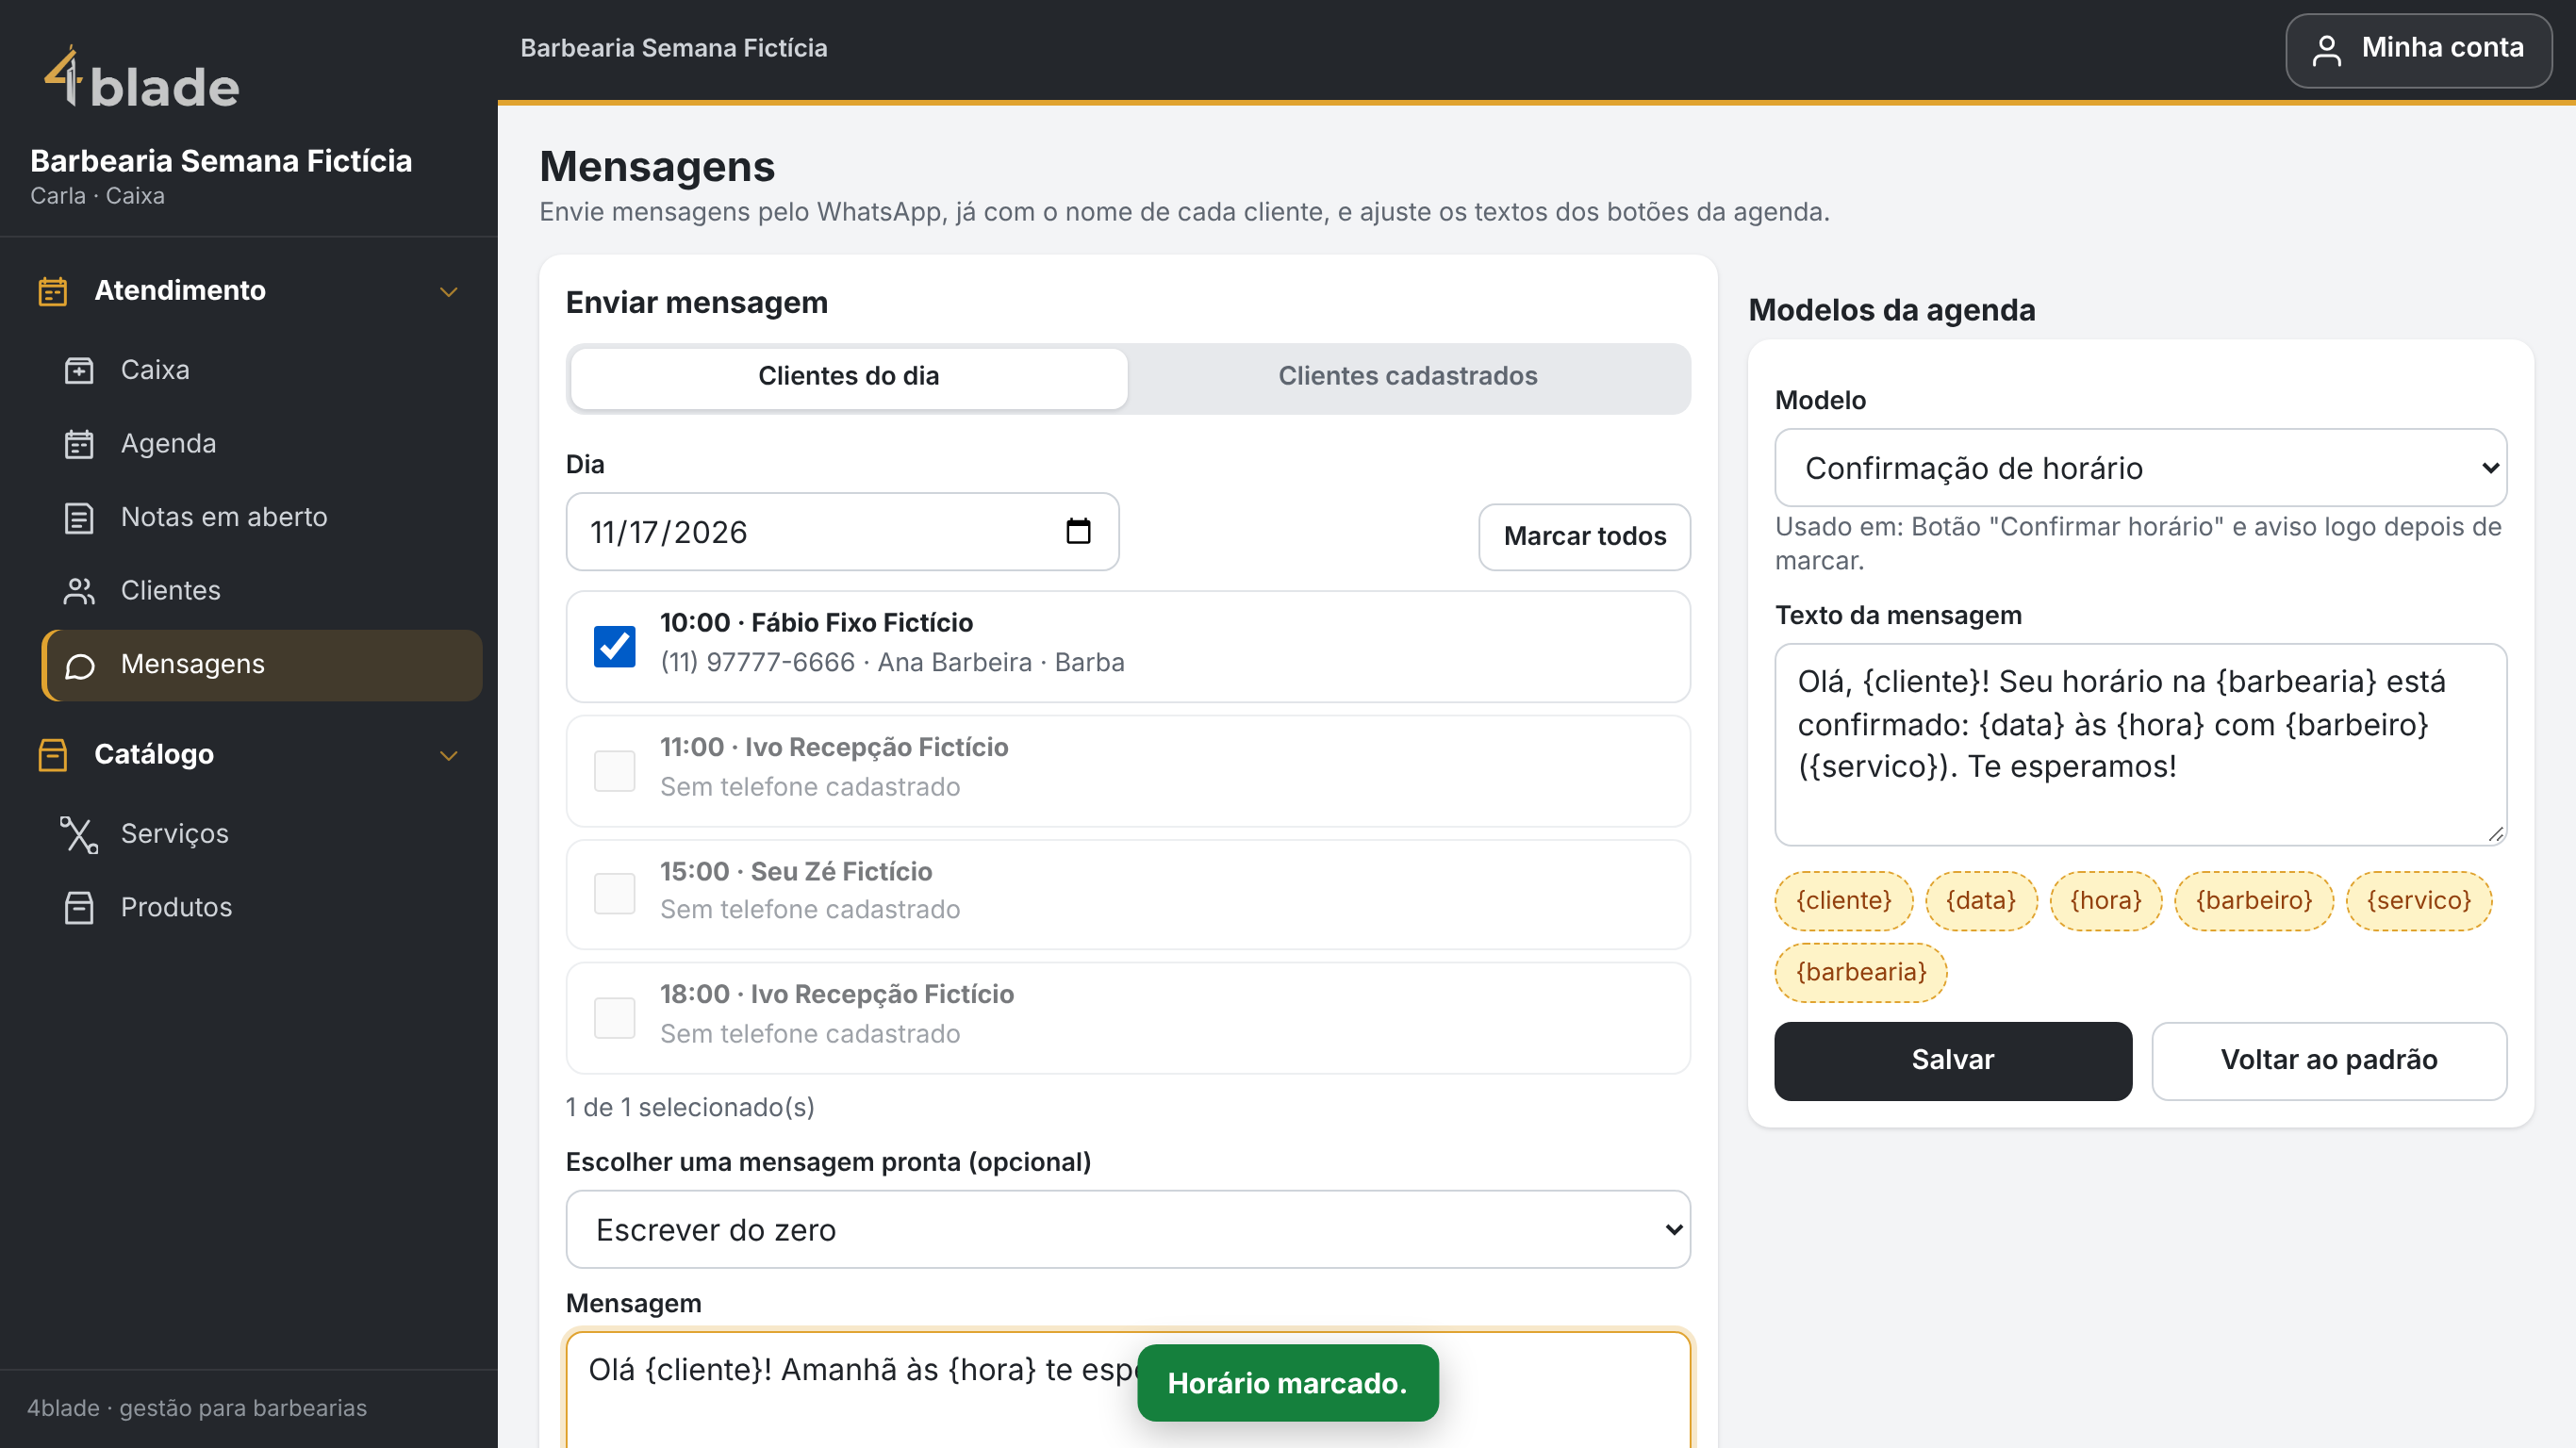 4blade
Barbearia Semana Fictícia
Carla · Caixa
Atendimento
Caixa
Agenda
Notas em aberto
Clientes
Mensagens
Catálogo
Serviços
Produtos
4blade · gestão para barbearias
Barbearia Semana Fictícia
Minha conta
Mensagens
Envie mensagens pelo WhatsApp, já com o nome de cada cliente, e ajuste os textos dos botões da agenda.
Enviar mensagem
Clientes do dia
Clientes cadastrados
Dia
11/17/2026
Marcar todos
10:00 · Fábio Fixo Fictício
(11) 97777-6666 · Ana Barbeira · Barba
11:00 · Ivo Recepção Fictício
Sem telefone cadastrado
15:00 · Seu Zé Fictício
Sem telefone cadastrado
18:00 · Ivo Recepção Fictício
Sem telefone cadastrado
1 de 1 selecionado(s)
Escolher uma mensagem pronta (opcional)
Escrever do zero
Mensagem
Olá {cliente}! Amanhã às {hora} te
Horário marcado.
Modelos da agenda
Modelo
Confirmação de horário
Usado em: Botão "Confirmar horário" e aviso logo depois de
marcar.
Texto da mensagem
Olá, {cliente}! Seu horário na {barbearia} está
confirmado: {data} às {hora} com {barbeiro}
({servico}). Te esperamos!
{cliente} {data} {hora} {barbeiro} {servico}
{barbearia}
Salvar
Voltar ao padrão